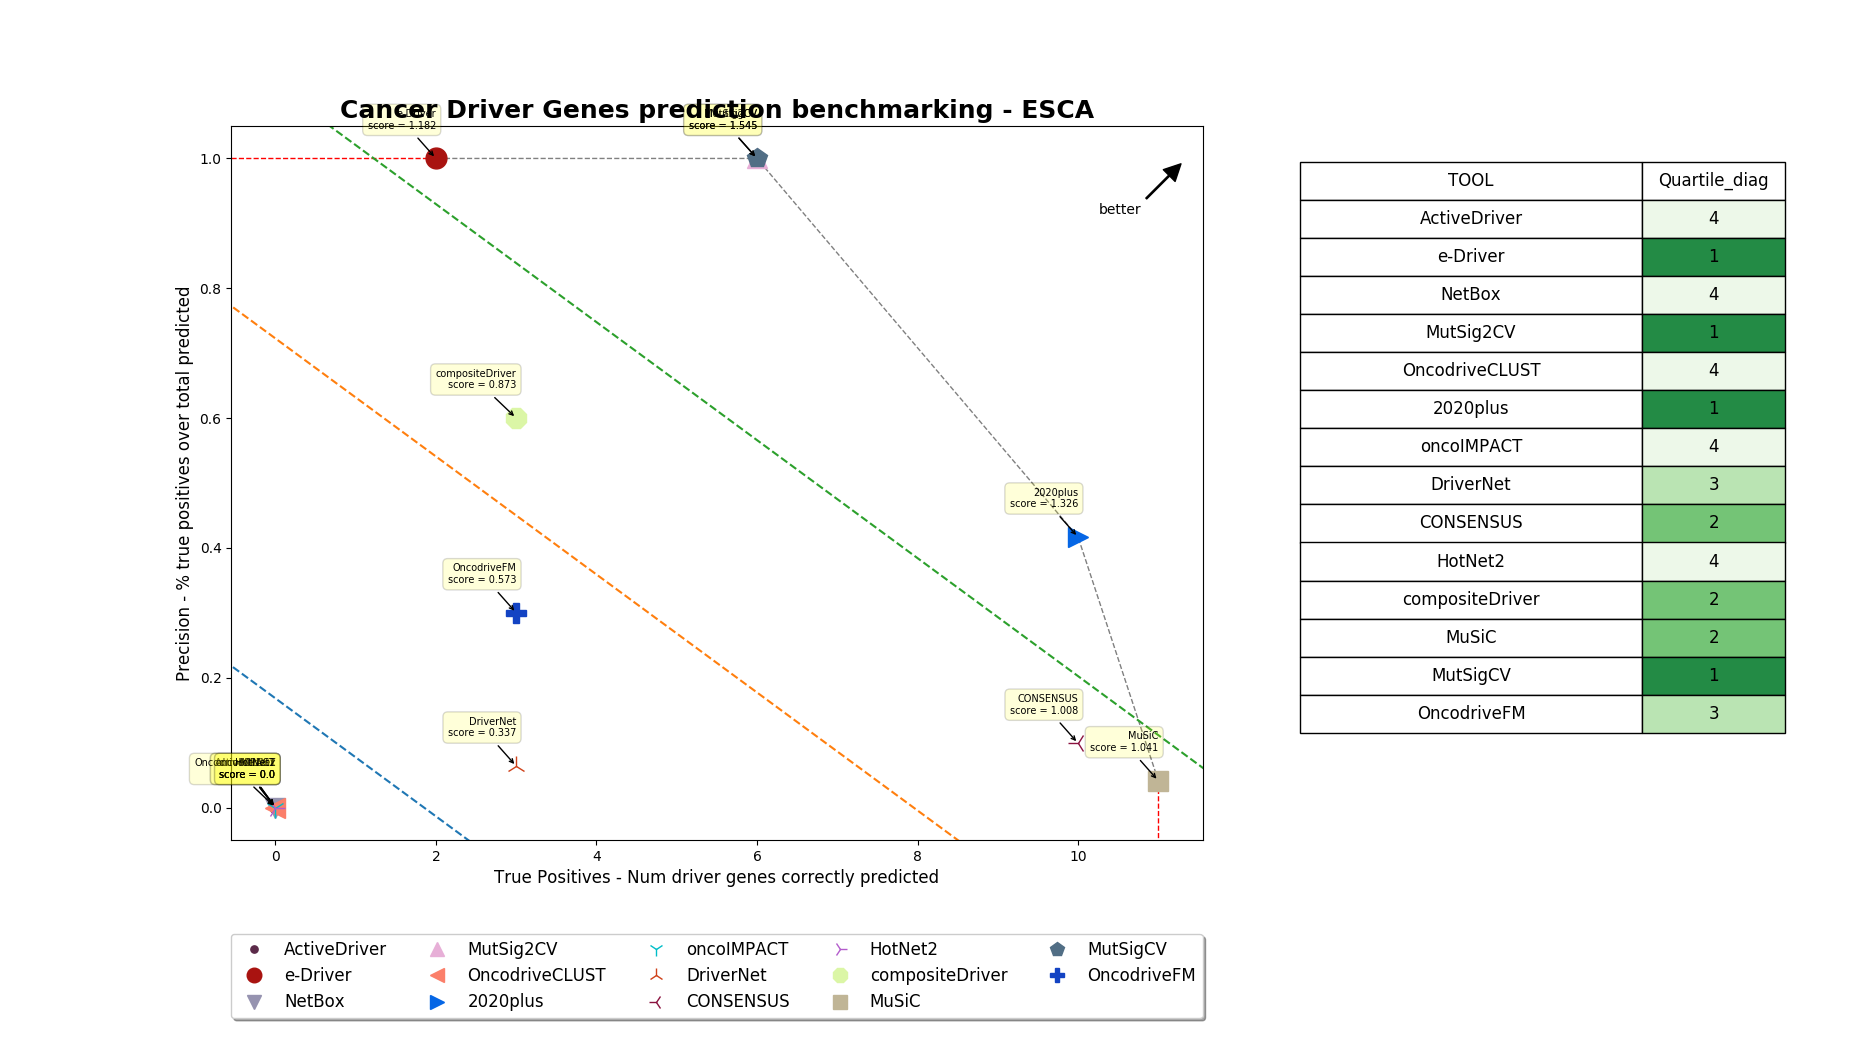 Cancer Driver Genes prediction benchmarking - ESCA
score = 1.182
score = 1.545
1.0
better
0.8
compositeDriver
score = 0.873
0.6
2020plus
score = 1.326
0.4
OncodriveFM
score = 0.573
0.2
CONSENSUS
score = 1.008
DriverNet
score = 0.337
MuSiC
score = 1.041
score = 0.0
0.0
Precision - % true positives over total predicted
0 2 4 6 8 10
True Positives - Num driver genes correctly predicted
ActiveDriver
e-Driver
NetBox
MutSig2CV
OncodriveCLUST
2020plus
oncoIMPACT
DriverNet
CONSENSUS
HotNet2
compositeDriver
MuSiC
MutSigCV
OncodriveFM
TOOL Quartile_diag
ActiveDriver 4
e-Driver 1
NetBox 4
MutSig2CV 1
OncodriveCLUST 4
2020plus 1
oncoIMPACT 4
DriverNet 3
CONSENSUS 2
HotNet2 4
compositeDriver 2
MuSiC 2
MutSigCV 1
OncodriveFM 3